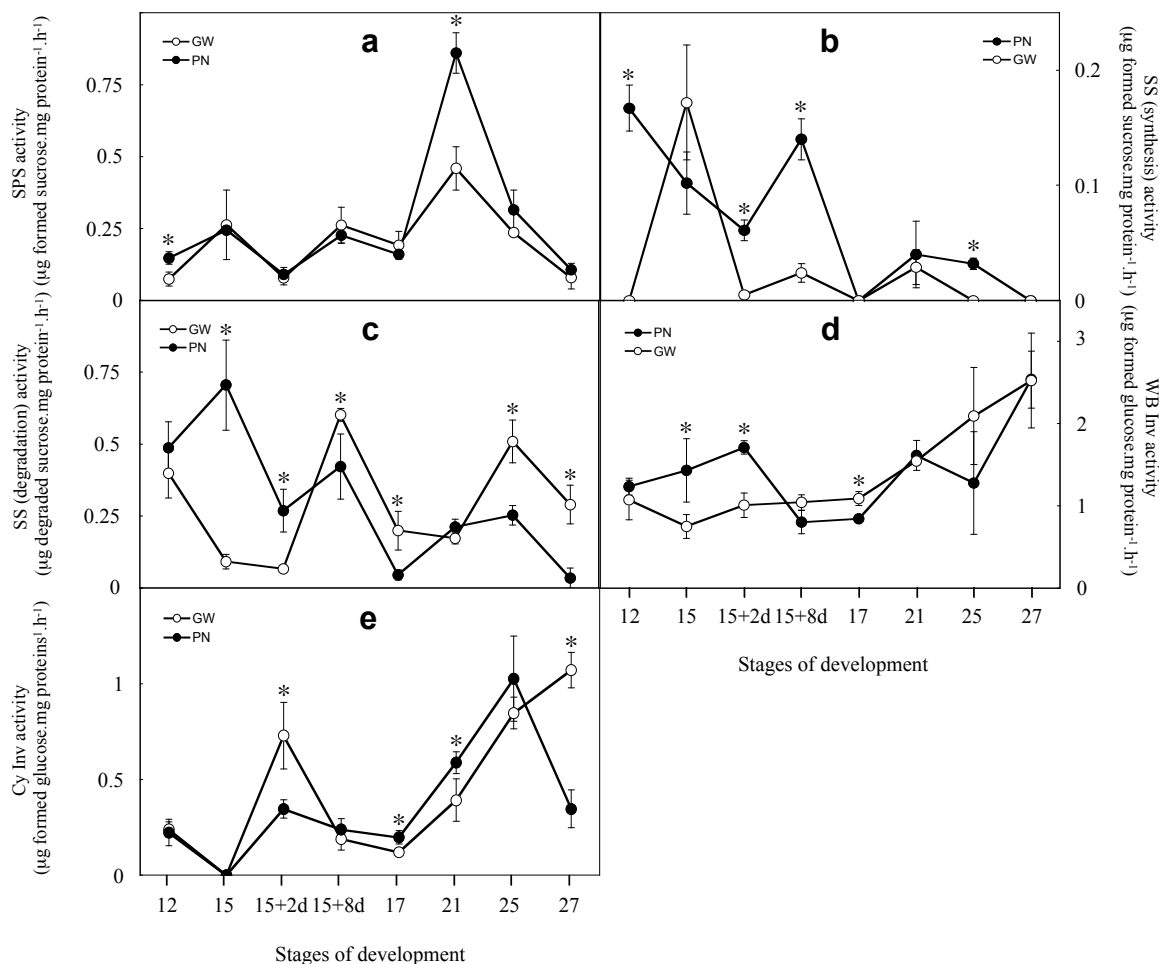 a
GW
PN
*
*
0.75
0.5
0.25
0
SPS activity
(µg formed sucrose.mg protein⁻¹.h⁻¹)
b
PN
GW
*
*
*
*
0.2
0.1
0
SS (synthesis) activity
(µg formed sucrose.mg protein⁻¹.h⁻¹)
c
GW
PN
*
*
*
*
*
*
0.75
0.5
0.25
0
SS (degradation) activity
(µg degraded sucrose.mg protein⁻¹.h⁻¹)
d
PN
GW
*
*
*
3
2
1
0
WB Inv activity
(µg formed glucose.mg protein⁻¹.h⁻¹)
12 15 15+2d 15+8d 17 21 25 27
Stages of development
e
GW
PN
*
*
*
*
1
0.5
0
Cy Inv activity
(µg formed glucose.mg proteins¹.h⁻¹)
12 15 15+2d 15+8d 17 21 25 27
Stages of development